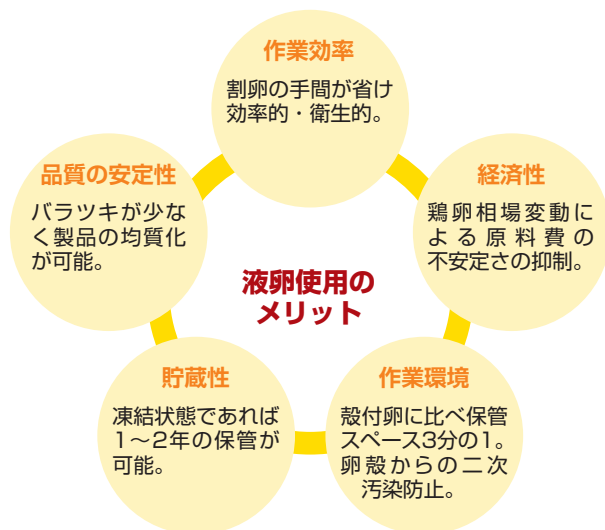 作業効率
割卵の手間が省け
効率的・衛生的。
品質の安定性
バラツキが少な
く製品の均質化
が可能。
経済性
鶏卵相場変動に
よる原料費の
不安定さの抑制。
液卵使用の
メリット
貯蔵性
凍結状態であれば
1〜2年の保管が
可能。
作業環境
殻付卵に比べ保管
スペース3分の1。
卵殻からの二次
汚染防止。